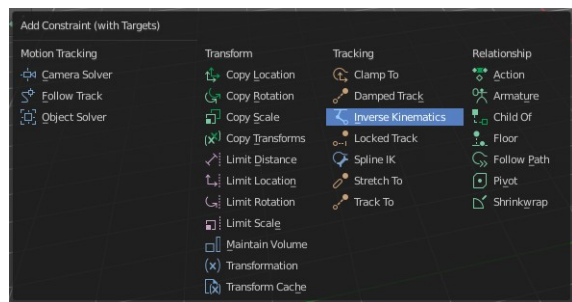 Add Constraint (with Targets)
Motion Tracking
Camera Solver
Follow Track
Object Solver
Transform
Copy Location
Copy Rotation
Copy Scale
Copy Transforms
Limit Distance
Limit Location
Limit Rotation
Limit Scale
Maintain Volume
Transformation
Transform Cache
Tracking
Clamp To
Damped Track
Inverse Kinematics
Locked Track
Spline IK
Stretch To
Track To
Relationship
Action
Armature
Child Of
Floor
Follow Path
Pivot
Shrinkwrap